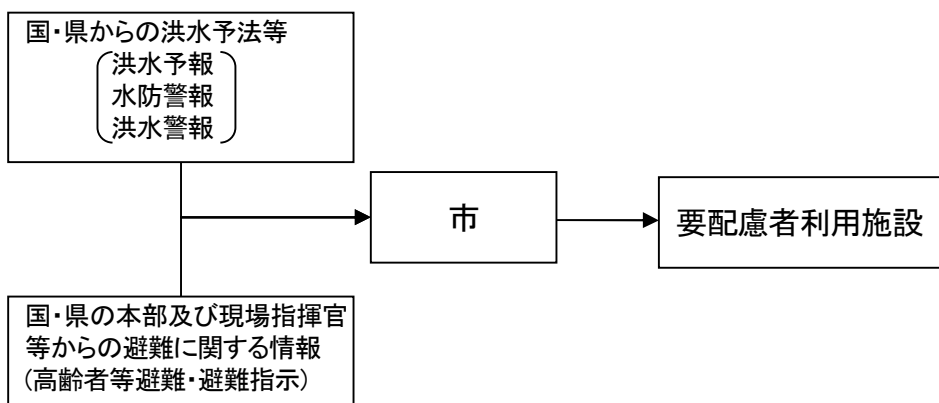 国・県からの洪水予法等
洪水予報
水防警報
洪水警報
市
要配慮者利用施設
国・県の本部及び現場指揮官
等からの避難に関する情報
(高齢者等避難・避難指示)